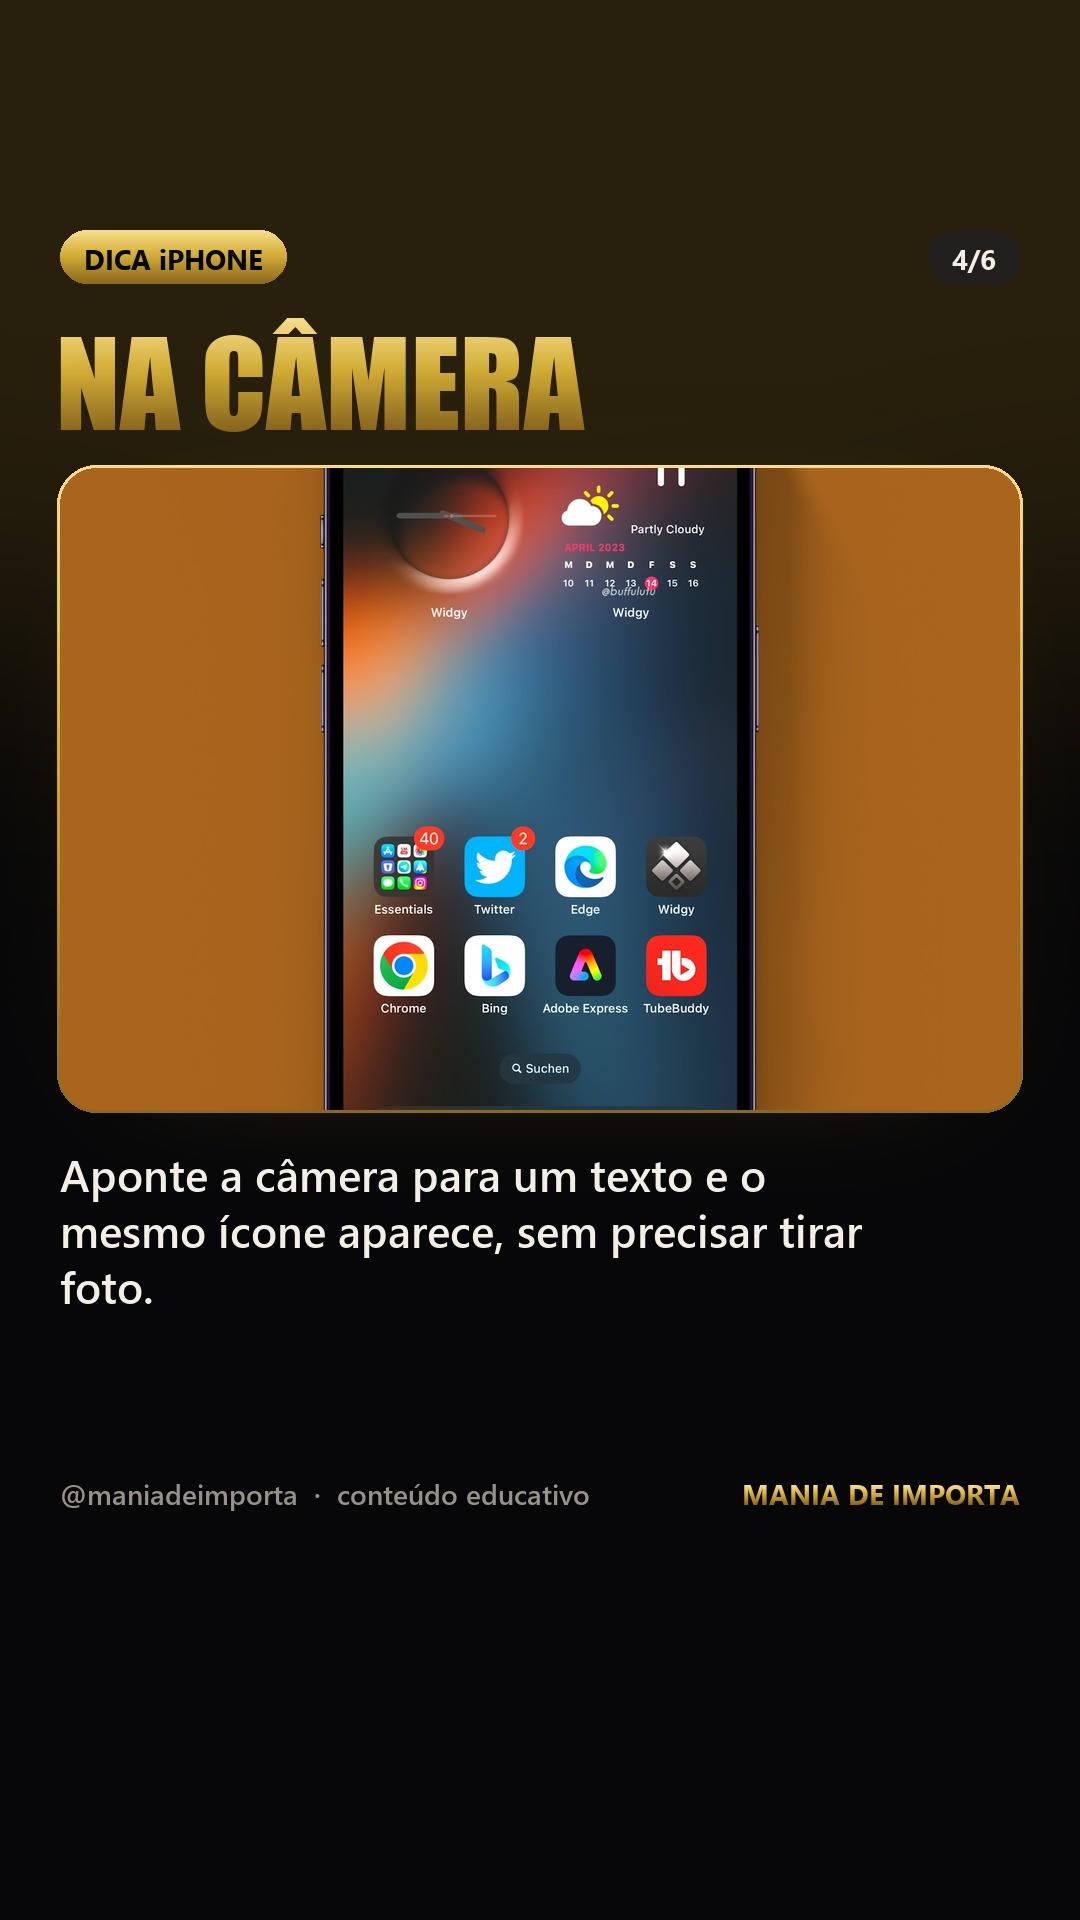 DICA iPHONE
4/6
NA CÂMERA
Partly Cloudy
APRIL 2023
M D M D F S S
10 11 12 13 14 15 16
@buffulutu
Widgy
Widgy
40
2
Essentials
Twitter
Edge
Widgy
Chrome
Bing
Adobe Express
TubeBuddy
Suchen
Aponte a câmera para um texto e o
mesmo ícone aparece, sem precisar tirar
foto.
@maniadeimporta · conteúdo educativo
MANIA DE IMPORTA